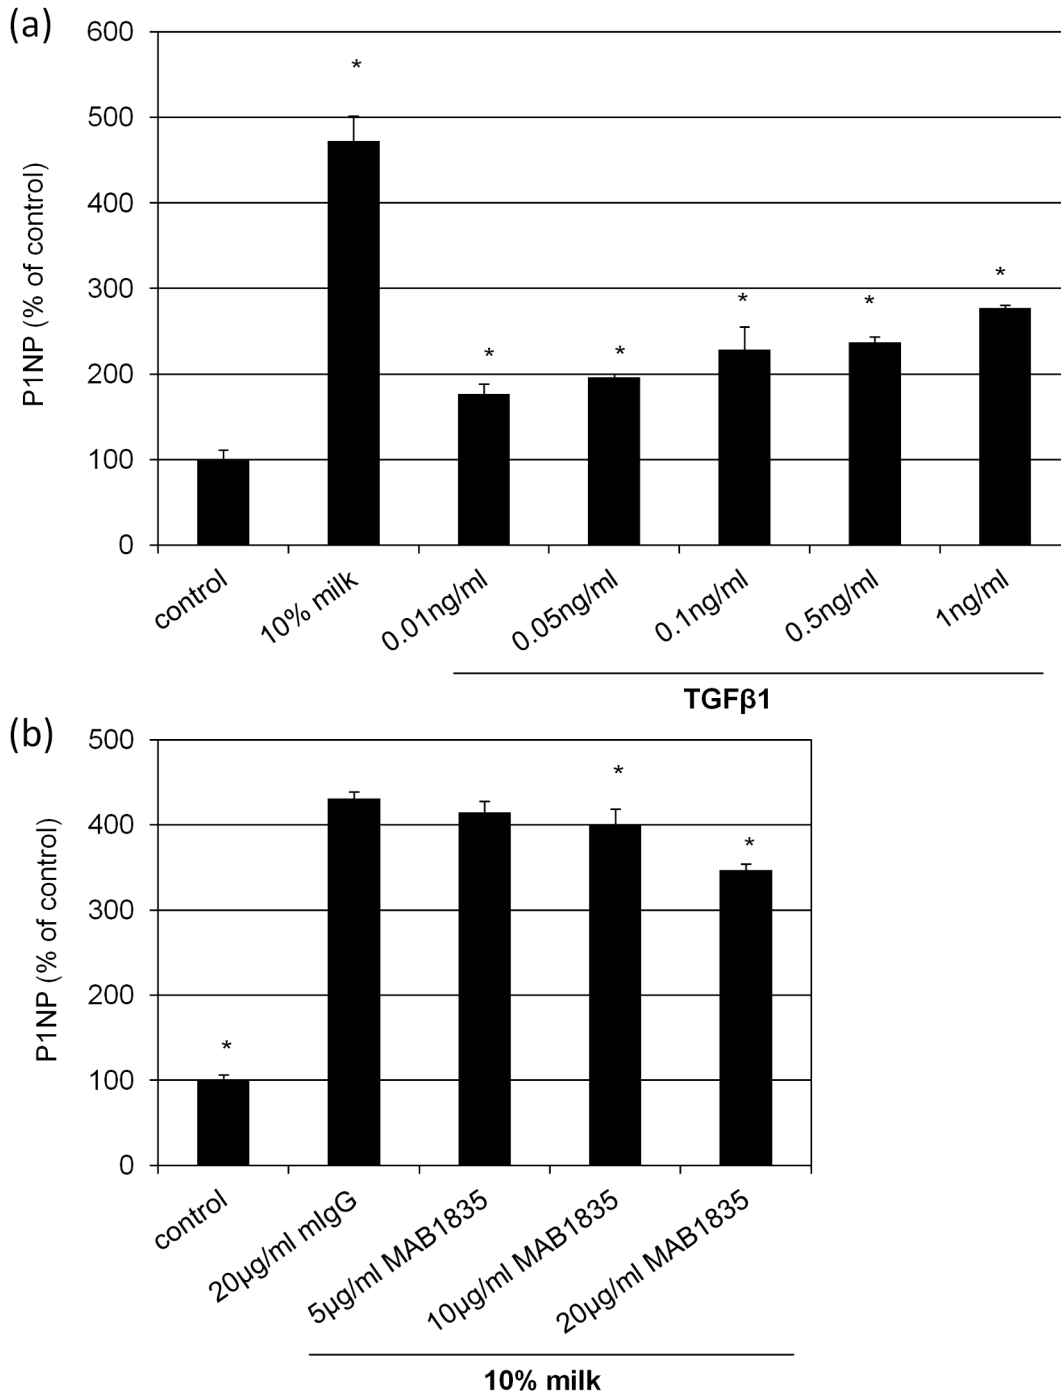 (a)
P1NP (% of control)
600
500
400
300
200
100
0
*
*
*
*
*
*
control
10% milk
0.01ng/ml
0.05ng/ml
0.1ng/ml
0.5ng/ml
1ng/ml
TGFβ1
(b)
P1NP (% of control)
500
400
300
200
100
0
*
*
*
control
20µg/ml mIgG
5µg/ml MAB1835
10µg/ml MAB1835
20µg/ml MAB1835
10% milk